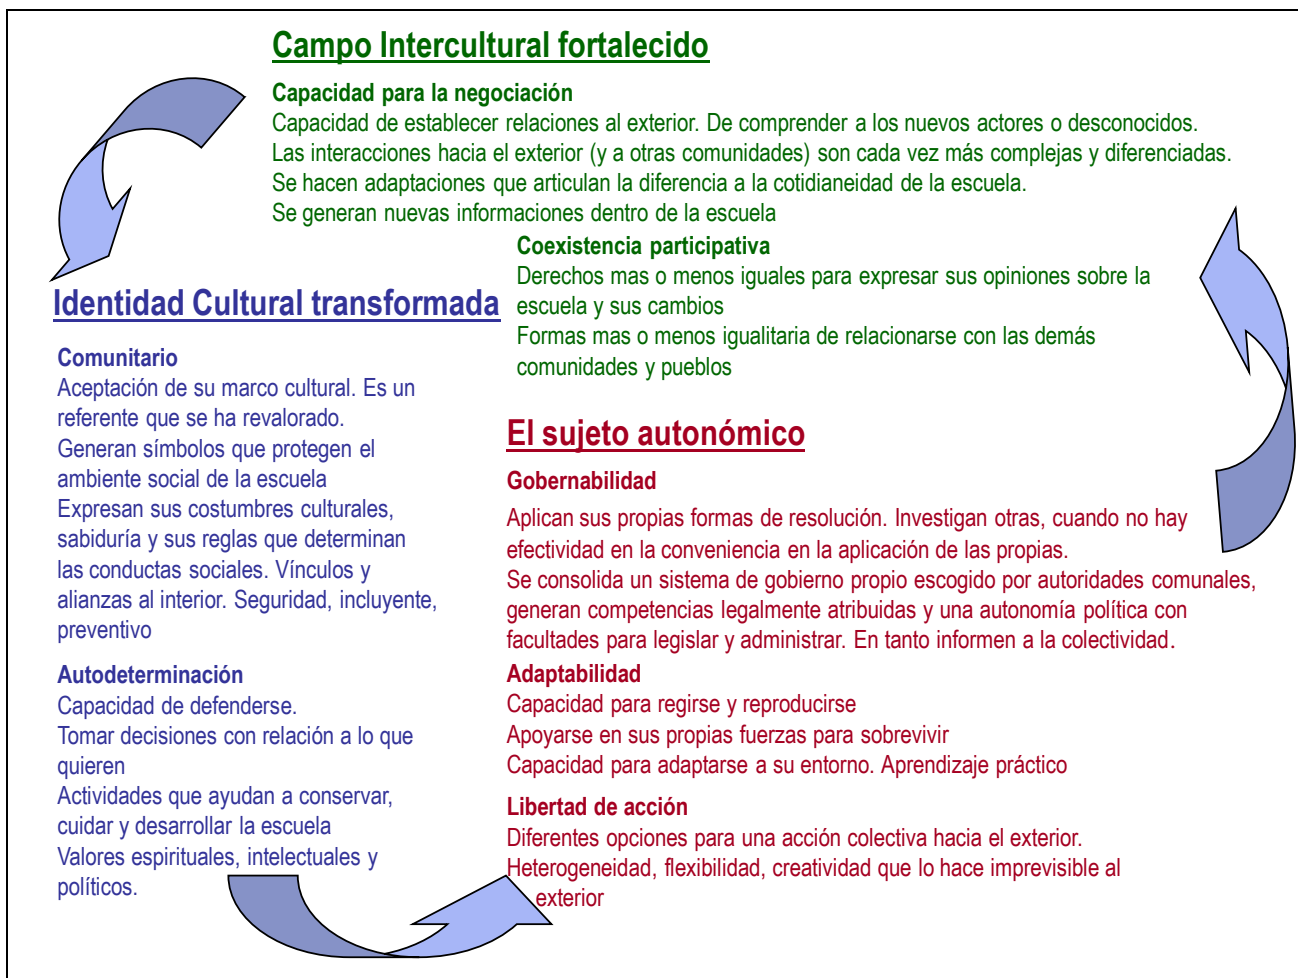 Campo Intercultural fortalecido
Capacidad para la negociación
Capacidad de establecer relaciones al exterior. De comprender a los nuevos actores o desconocidos.
Las interacciones hacia el exterior (y a otras comunidades) son cada vez más complejas y diferenciadas.
Se hacen adaptaciones que articulan la diferencia a la cotidianeidad de la escuela.
Se generan nuevas informaciones dentro de la escuela
Coexistencia participativa
Derechos mas o menos iguales para expresar sus opiniones sobre la
escuela y sus cambios
Formas mas o menos igualitaria de relacionarse con las demás
comunidades y pueblos
Identidad Cultural transformada
Comunitario
Aceptación de su marco cultural. Es un
referente que se ha revalorado.
Generan símbolos que protegen el
ambiente social de la escuela
Expresan sus costumbres culturales,
sabiduría y sus reglas que determinan
las conductas sociales. Vínculos y
alianzas al interior. Seguridad, incluyente,
preventivo
Autodeterminación
Capacidad de defenderse.
Tomar decisiones con relación a lo que
quieren
Actividades que ayudan a conservar,
cuidar y desarrollar la escuela
Valores espirituales, intelectuales y
políticos.
El sujeto autonómico
Gobernabilidad
Aplican sus propias formas de resolución. Investigan otras, cuando no hay
efectividad en la conveniencia en la aplicación de las propias.
Se consolida un sistema de gobierno propio escogido por autoridades comunales,
generan competencias legalmente atribuidas y una autonomía política con
facultades para legislar y administrar. En tanto informen a la colectividad.
Adaptabilidad
Capacidad para regirse y reproducirse
Apoyarse en sus propias fuerzas para sobrevivir
Capacidad para adaptarse a su entorno. Aprendizaje práctico
Libertad de acción
Diferentes opciones para una acción colectiva hacia el exterior.
Heterogeneidad, flexibilidad, creatividad que lo hace imprevisible al
exterior